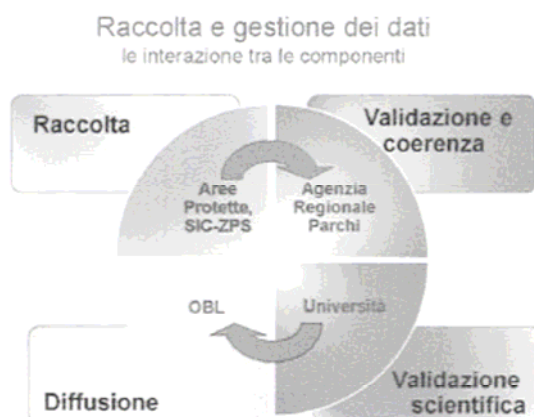 Raccolta e gestione dei dati
le interazione tra le componenti
Raccolta
Validazione e
coerenza
Aree
Protette,
SIC-ZPS
Agenzia
Regionale
Parchi
OBL
Università
Diffusione
Validazione
scientifica